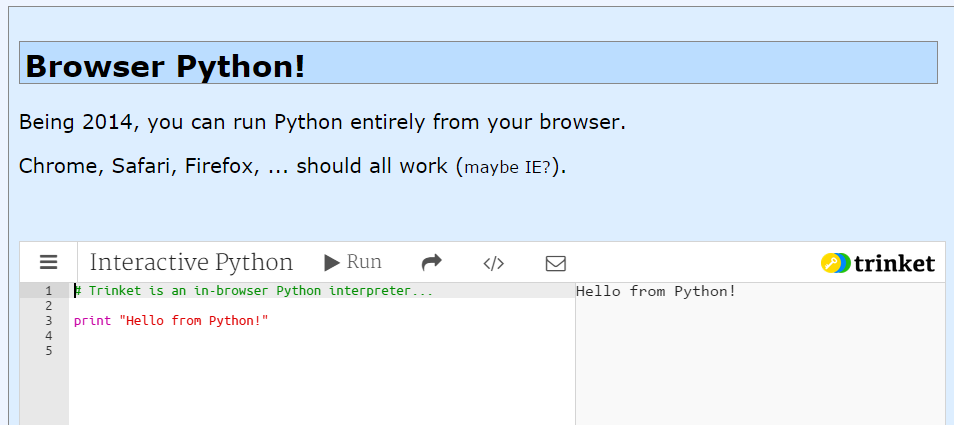 Browser Python!
Being 2014, you can run Python entirely from your browser.
Chrome, Safari, Firefox, ... should all work (maybe IE?).
Interactive Python Run </> trinket
1 # Trinket is an in-browser Python interpreter... Hello from Python!
2
3 print "Hello from Python!"
4
5